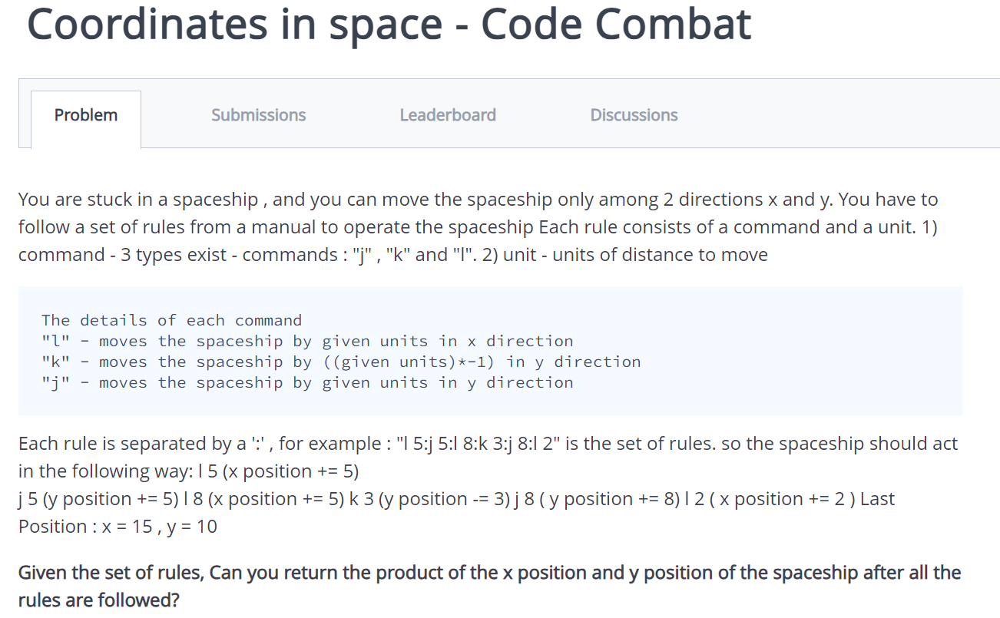 Coordinates in space - Code Combat
Problem
Submissions
Leaderboard
Discussions
You are stuck in a spaceship , and you can move the spaceship only among 2 directions x and y. You have to
follow a set of rules from a manual to operate the spaceship Each rule consists of a command and a unit. 1)
command - 3 types exist - commands : "j" , "k" and "l". 2) unit - units of distance to move
The details of each command
"l" - moves the spaceship by given units in x direction
"k" - moves the spaceship by ((given units)*-1) in y direction
"j" - moves the spaceship by given units in y direction
Each rule is separated by a ':' , for example : "l 5:j 5:l 8:k 3:j 8:l 2" is the set of rules. so the spaceship should act
in the following way: l 5 (x position += 5)
j 5 (y position += 5) l 8 (x position += 5) k 3 (y position -= 3) j 8 ( y position += 8) l 2 ( x position += 2 ) Last
Position : x = 15 , y = 10
Given the set of rules, Can you return the product of the x position and y position of the spaceship after all the
rules are followed?